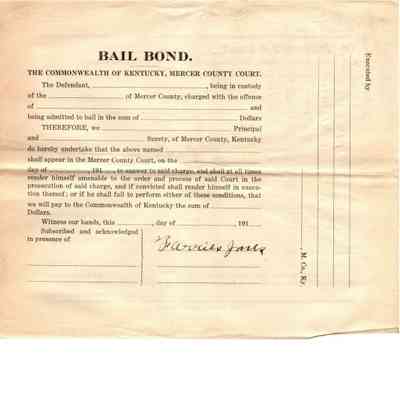 BAIL BOND.
THE COMMONWEALTH OF KENTUCKY, MERCER COUNTY COURT.
The Defendant, , being in custody
of the of Mercer County, charged with the offense
of and
being admitted to bail in the sum of Dollars
THEREFORE, we Principal
and Surety, of Mercer County, Kentucky
do hereby undertake that the above named
shall appear in the Mercer County Court, on the
day of , 191 , to answer to said charge, and shall at all times
render himself amenable to the order and process of said Court in the
prosecution of said charge, and if convicted shall render himself in execu-
tion thereof; or if he shall fail to perform either of these conditions, that
we will pay to the Commonwealth of Kentucky the sum of
Dollars.
Witness our hands, this , day of , 191
Subscribed and acknowledged
in presence of
Executed by
, M. Co., Ky.